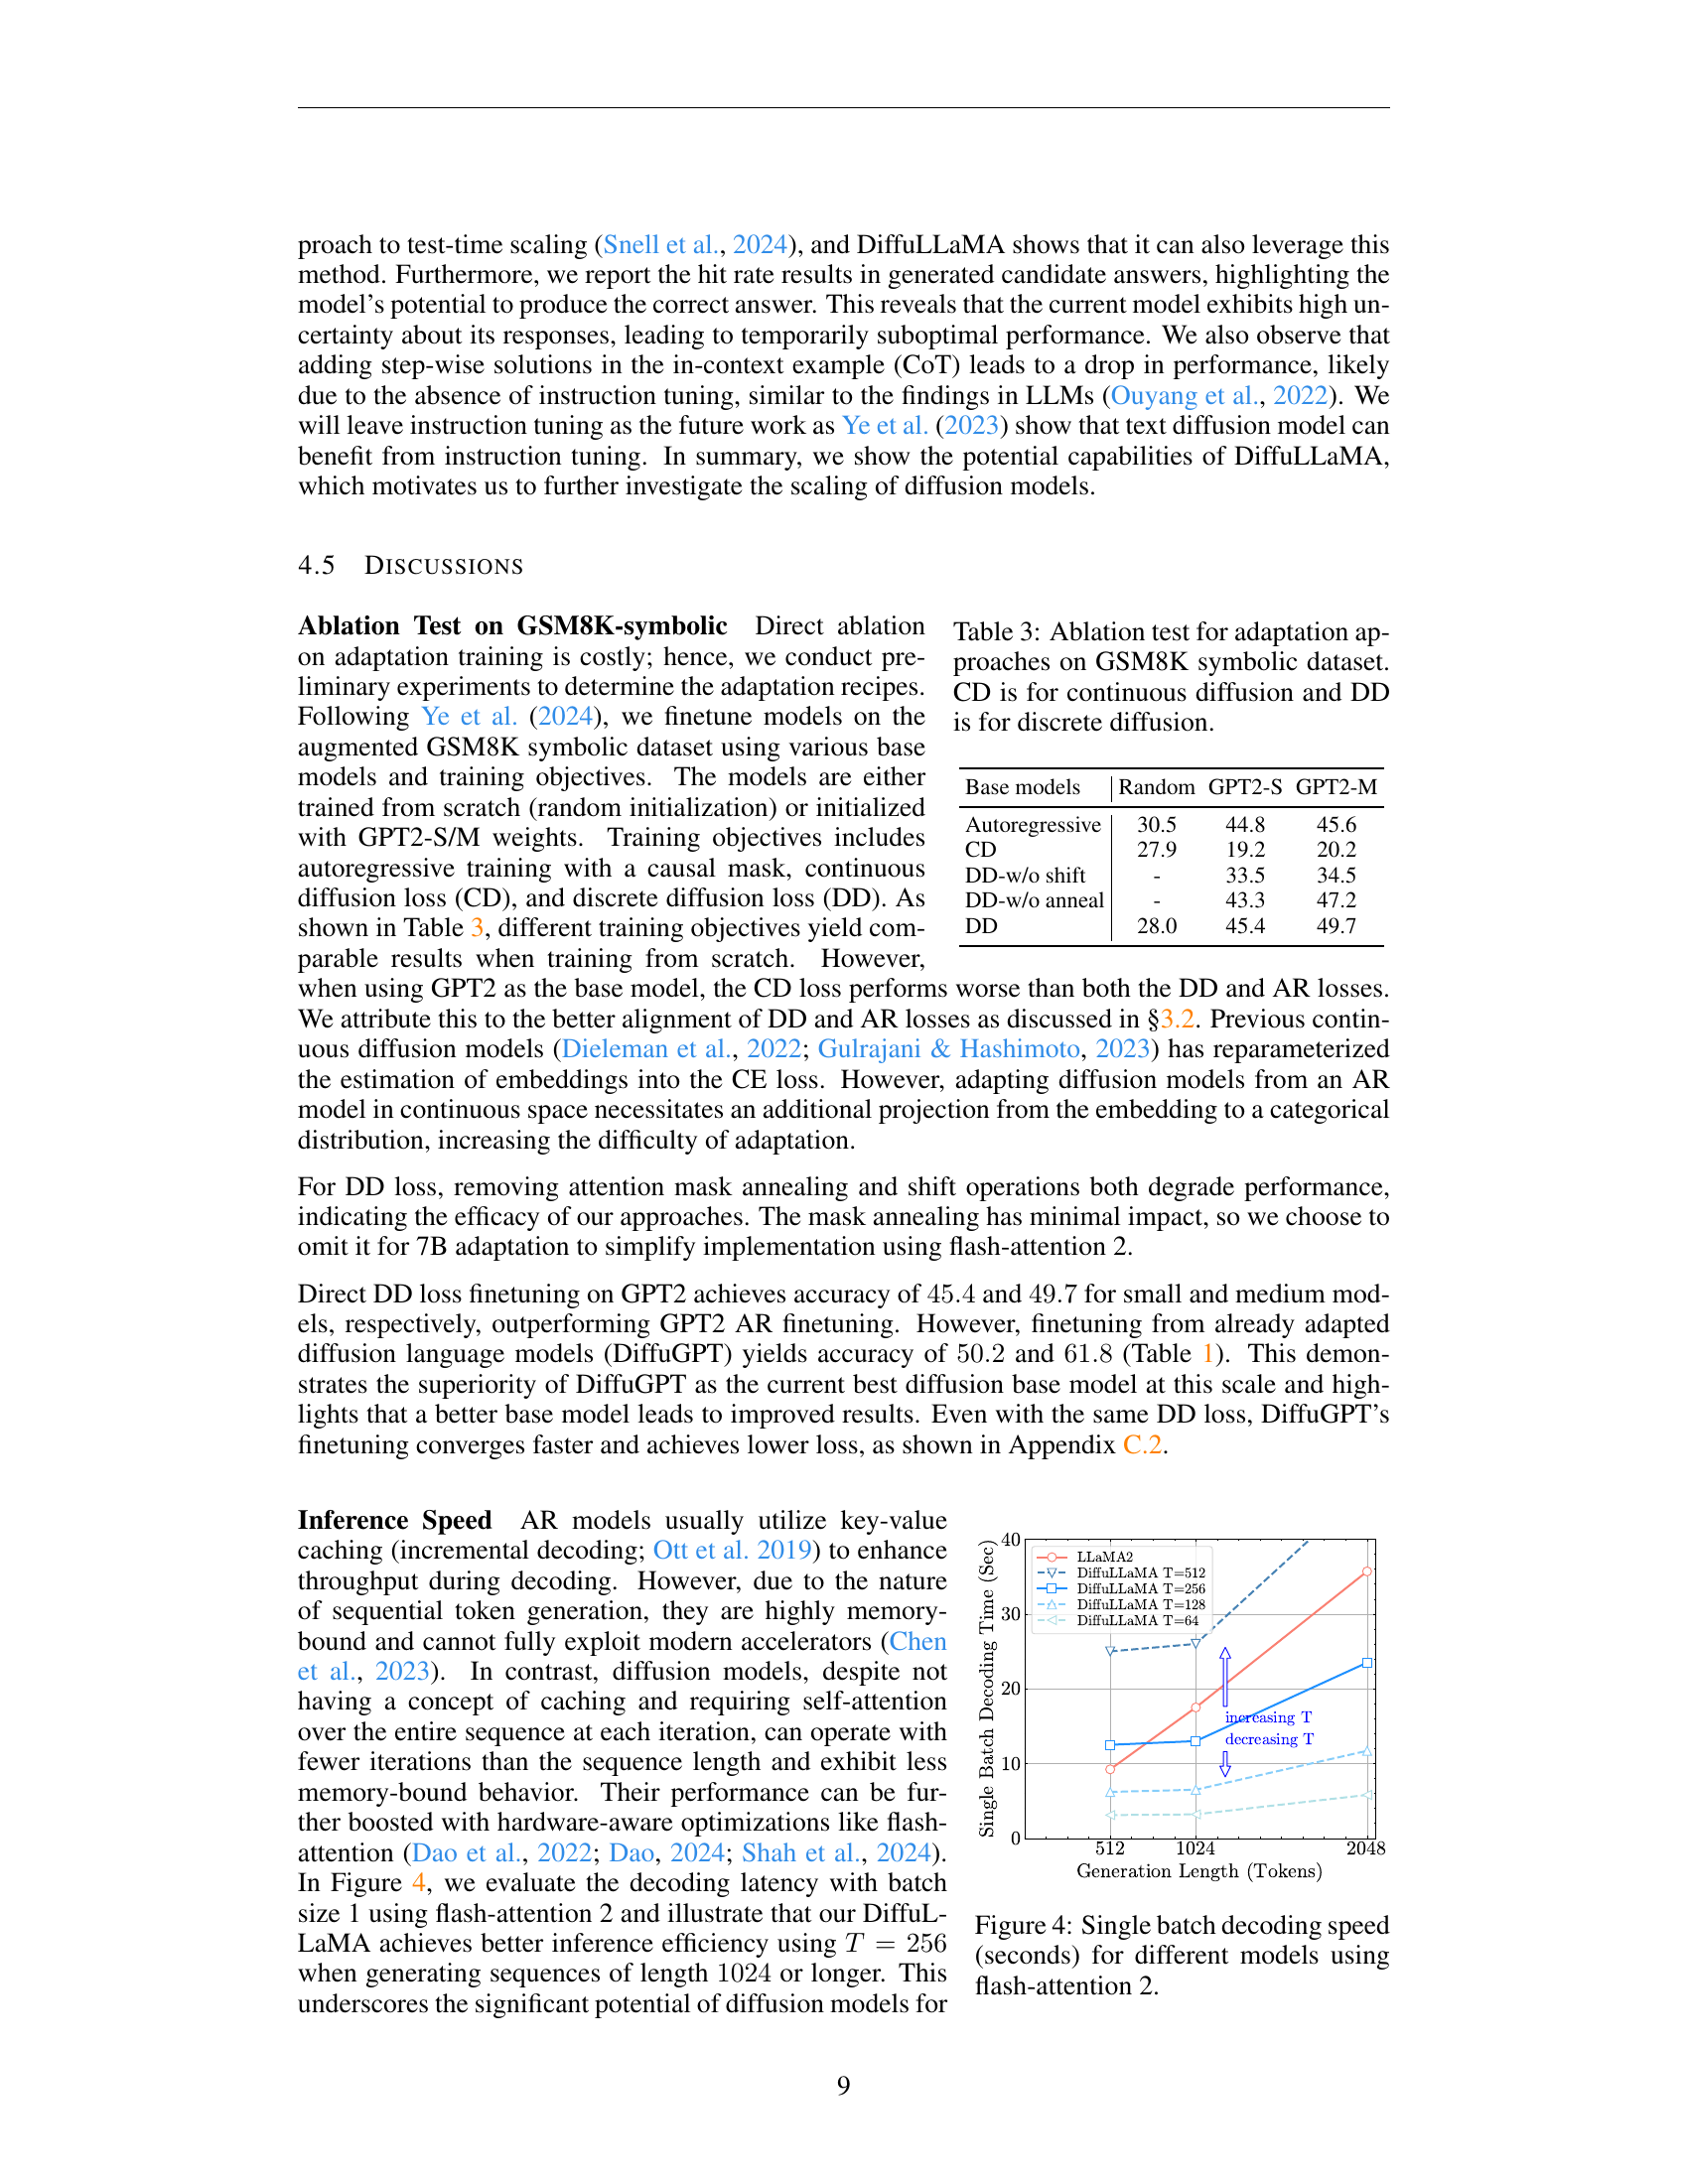 proach to test-time scaling (Snell et al., 2024), and DiffuLLaMA shows that it can also leverage this
method. Furthermore, we report the hit rate results in generated candidate answers, highlighting the
model's potential to produce the correct answer. This reveals that the current model exhibits high un-
certainty about its responses, leading to temporarily suboptimal performance. We also observe that
adding step-wise solutions in the in-context example (CoT) leads to a drop in performance, likely
due to the absence of instruction tuning, similar to the findings in LLMs (Ouyang et al., 2022). We
will leave instruction tuning as the future work as Ye et al. (2023) show that text diffusion model can
benefit from instruction tuning. In summary, we show the potential capabilities of DiffuLLaMA,
which motivates us to further investigate the scaling of diffusion models.
4.5 DISCUSSIONS
Ablation Test on GSM8K-symbolic Direct ablation
on adaptation training is costly; hence, we conduct pre-
liminary experiments to determine the adaptation recipes.
Following Ye et al. (2024), we finetune models on the
augmented GSM8K symbolic dataset using various base
models and training objectives. The models are either
trained from scratch (random initialization) or initialized
with GPT2-S/M weights. Training objectives includes
autoregressive training with a causal mask, continuous
diffusion loss (CD), and discrete diffusion loss (DD). As
shown in Table 3, different training objectives yield com-
parable results when training from scratch. However,
when using GPT2 as the base model, the CD loss performs worse than both the DD and AR losses.
We attribute this to the better alignment of DD and AR losses as discussed in §3.2. Previous contin-
uous diffusion models (Dieleman et al., 2022; Gulrajani & Hashimoto, 2023) has reparameterized
the estimation of embeddings into the CE loss. However, adapting diffusion models from an AR
model in continuous space necessitates an additional projection from the embedding to a categorical
distribution, increasing the difficulty of adaptation.
Table 3: Ablation test for adaptation ap-
proaches on GSM8K symbolic dataset.
CD is for continuous diffusion and DD
is for discrete diffusion.
Base models Random GPT2-S GPT2-M
Autoregressive 30.5 44.8 45.6
CD 27.9 19.2 20.2
DD-w/o shift - 33.5 34.5
DD-w/o anneal - 43.3 47.2
DD 28.0 45.4 49.7
For DD loss, removing attention mask annealing and shift operations both degrade performance,
indicating the efficacy of our approaches. The mask annealing has minimal impact, so we choose to
omit it for 7B adaptation to simplify implementation using flash-attention 2.
Direct DD loss finetuning on GPT2 achieves accuracy of 45.4 and 49.7 for small and medium mod-
els, respectively, outperforming GPT2 AR finetuning. However, finetuning from already adapted
diffusion language models (DiffuGPT) yields accuracy of 50.2 and 61.8 (Table 1). This demon-
strates the superiority of DiffuGPT as the current best diffusion base model at this scale and high-
lights that a better base model leads to improved results. Even with the same DD loss, DiffuGPT's
finetuning converges faster and achieves lower loss, as shown in Appendix C.2.
Inference Speed AR models usually utilize key-value
caching (incremental decoding; Ott et al. 2019) to enhance
throughput during decoding. However, due to the nature
of sequential token generation, they are highly memory-
bound and cannot fully exploit modern accelerators (Chen
et al., 2023). In contrast, diffusion models, despite not
having a concept of caching and requiring self-attention
over the entire sequence at each iteration, can operate with
fewer iterations than the sequence length and exhibit less
memory-bound behavior. Their performance can be fur-
ther boosted with hardware-aware optimizations like flash-
attention (Dao et al., 2022; Dao, 2024; Shah et al., 2024).
In Figure 4, we evaluate the decoding latency with batch
size 1 using flash-attention 2 and illustrate that our DiffuL-
LaMA achieves better inference efficiency using T = 256
when generating sequences of length 1024 or longer. This
underscores the significant potential of diffusion models for
Single Batch Decoding Time (Sec)
40
30
20
10
0
LLaMA2
DiffuLLaMA T=512
DiffuLLaMA T=256
DiffuLLaMA T=128
DiffuLLaMA T=64
increasing T
decreasing T
512 1024 2048
Generation Length (Tokens)
Figure 4: Single batch decoding speed
(seconds) for different models using
flash-attention 2.
9